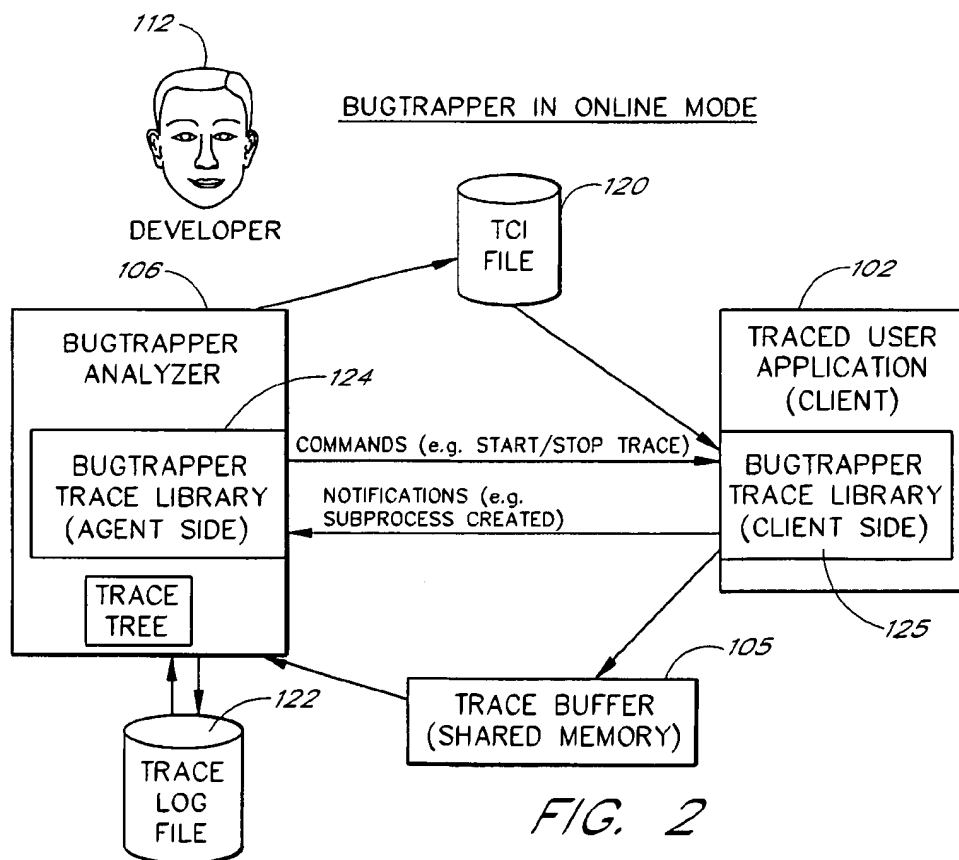 112
BUGTRAPPER IN ONLINE MODE
DEVELOPER
120
TCI
FILE
106
BUGTRAPPER
ANALYZER
124
BUGTRAPPER
TRACE LIBRARY
(AGENT SIDE)
TRACE
TREE
COMMANDS (e.g. START/STOP TRACE)
NOTIFICATIONS (e.g.
SUBPROCESS CREATED)
102
TRACED USER
APPLICATION
(CLIENT)
BUGTRAPPER
TRACE LIBRARY
(CLIENT SIDE)
125
105
TRACE BUFFER
(SHARED MEMORY)
122
TRACE
LOG
FILE
FIG. 2